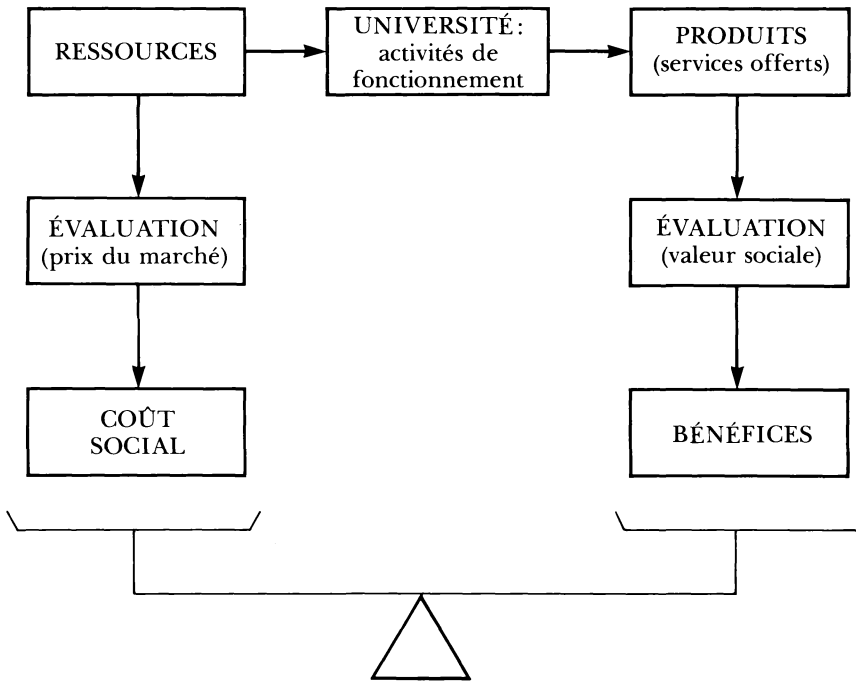 RESSOURCES
UNIVERSITÉ:
activités de
fonctionnement
PRODUITS
(services offerts)
ÉVALUATION
(prix du marché)
ÉVALUATION
(valeur sociale)
COÛT
SOCIAL
BÉNÉFICES